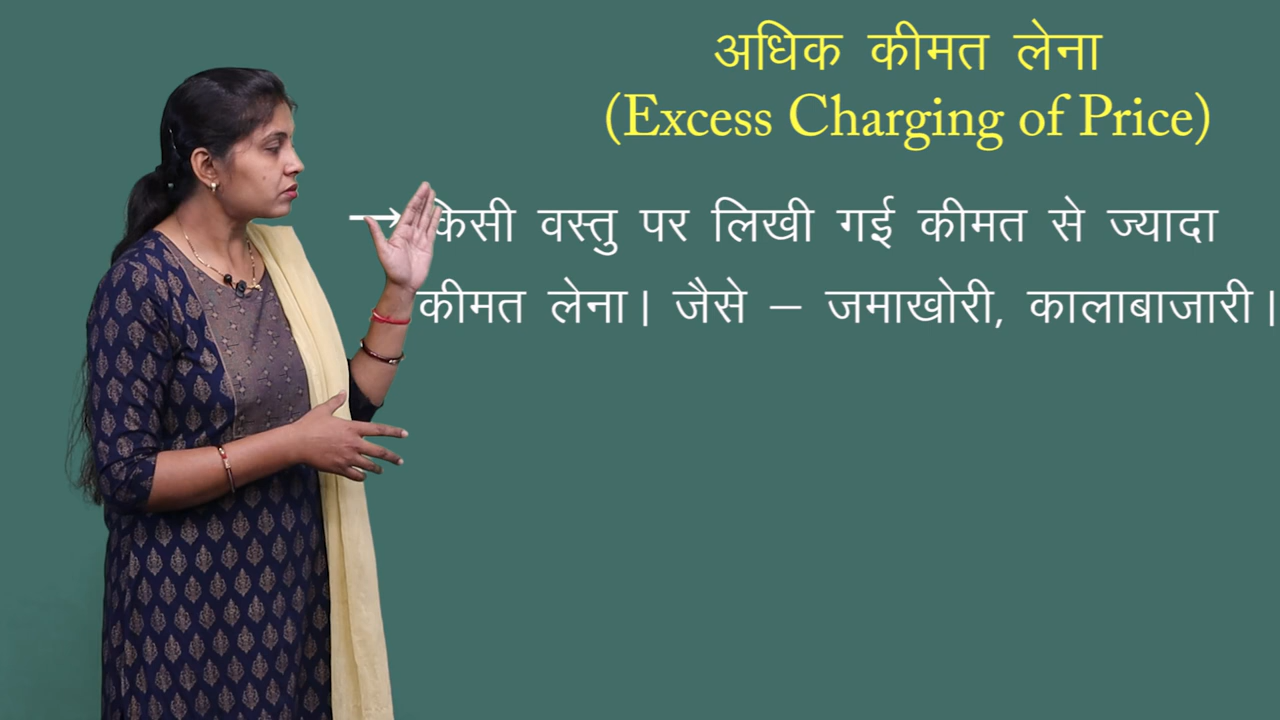 अधिक कीमत लेना
(Excess Charging of Price)
→ किसी वस्तु पर लिखी गई कीमत से ज्यादा
कीमत लेना। जैसे – जमाखोरी, कालाबाजारी।